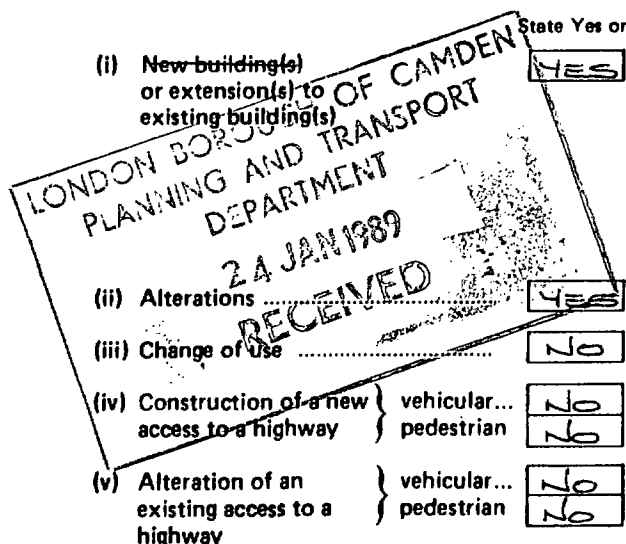 State Yes or
(i) New building(s)
or extension(s) to
existing building(s)
YES
LONDON BOROUGH OF CAMDEN
PLANNING AND TRANSPORT
DEPARTMENT
24 JAN 1989
RECEIVED
(ii) Alterations .......... YES
(iii) Change of use .......... NO
(iv) Construction of a new } vehicular... NO
access to a highway } pedestrian NO
(v) Alteration of an } vehicular... NO
existing access to a } pedestrian NO
highway